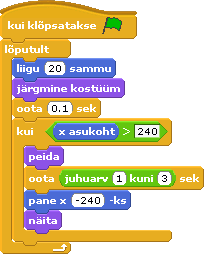 kui klõpsatakse
lõputult
liigu 20 sammu
järgmine kostüüm
oota 0.1 sek
kui x asukoht > 240
peida
oota juhuarv 1 kuni 3 sek
pane x -240 -ks
näita